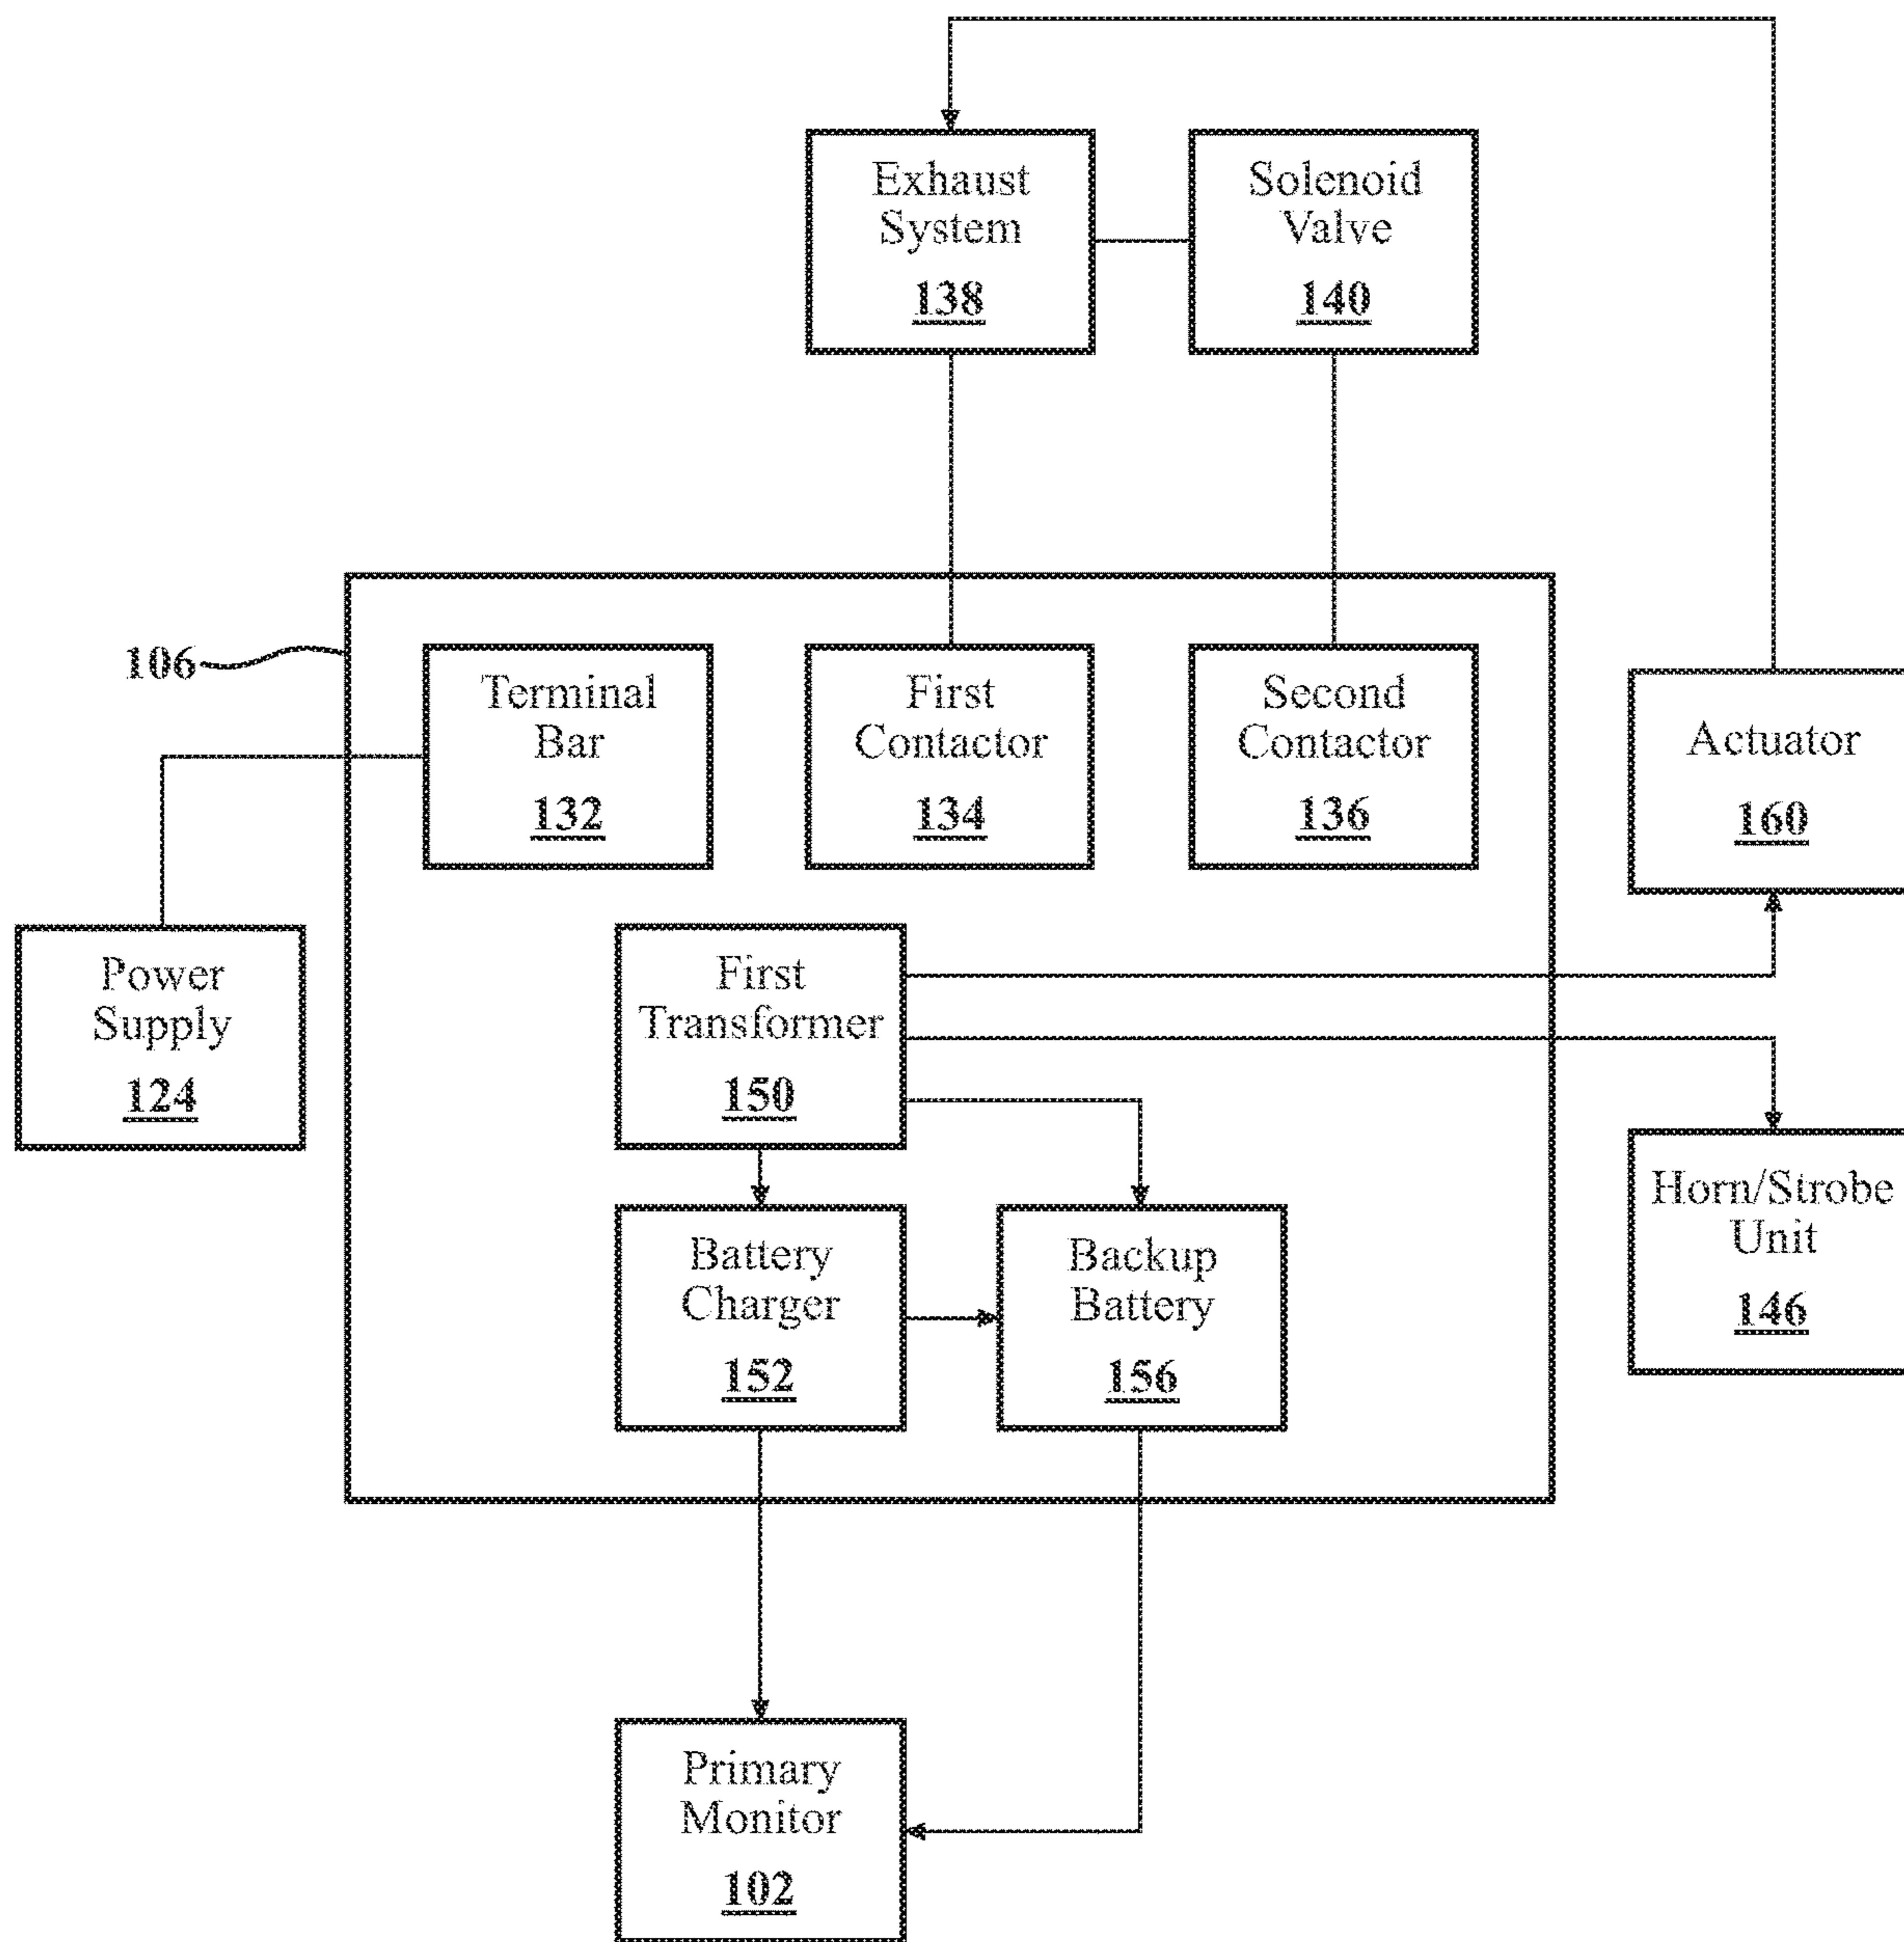 Exhaust
System
138
Solenoid
Valve
140
106
Terminal
Bar
132
First
Contactor
134
Second
Contactor
136
Actuator
160
Power
Supply
124
First
Transformer
150
Horn/Strobe
Unit
146
Battery
Charger
152
Backup
Battery
156
Primary
Monitor
102